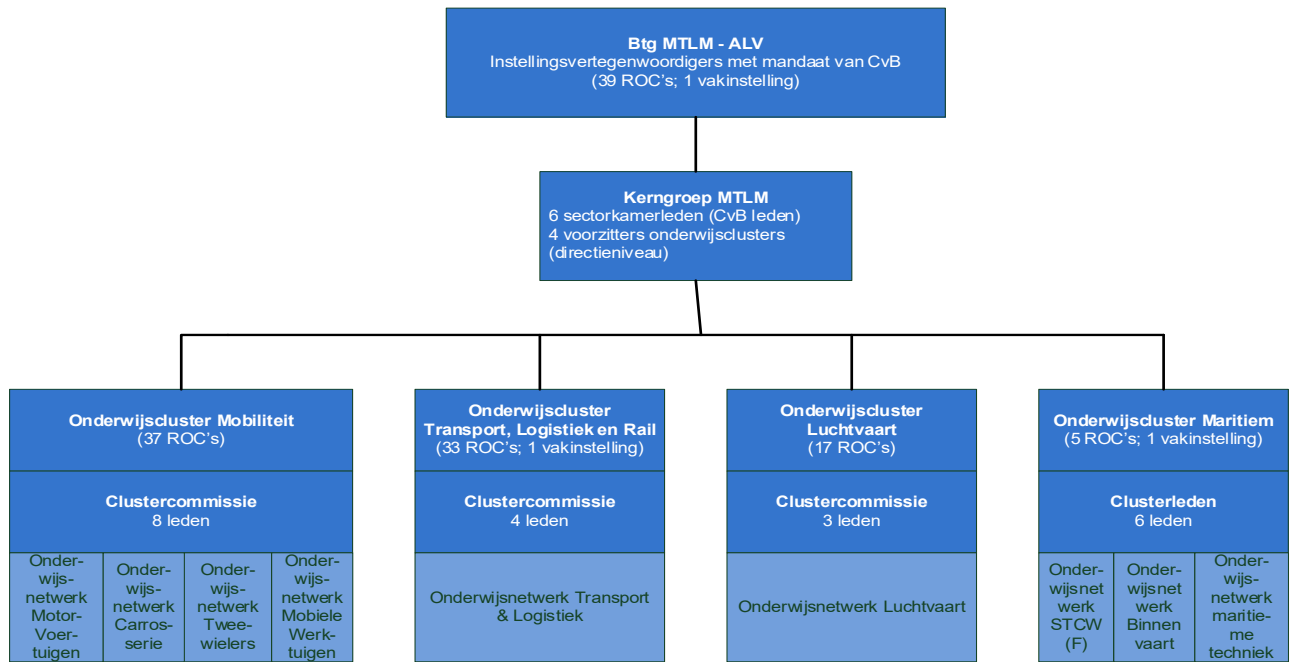 Btg MTLM - ALV
Instellingsvertegenwoordigers met mandaat van CvB
(39 ROC's; 1 vakinstelling)
Kerngroep MTLM
6 sectorkamerleden (CvB leden)
4 voorzitters onderwijsclusters
(directieniveau)
Onderwijscluster Mobiliteit
(37 ROC's)
Clustercommissie
8 leden
Onder-
wijs-
netwerk
Motor-
Voer-
tuigen
Onder-
wijs-
netwerk
Carros-
serie
Onder-
wijs-
netwerk
Twee-
wielers
Onder-
wijs-
netwerk
Mobiele
Werk-
tuigen
Onderwijscluster
Transport, Logistiek en Rail
(33 ROC's; 1 vakinstelling)
Clustercommissie
4 leden
Onderwijsnetwerk Transport
& Logistiek
Onderwijscluster
Luchtvaart
(17 ROC's)
Clustercommissie
3 leden
Onderwijsnetwerk Luchtvaart
Onderwijscluster Maritiem
(5 ROC's; 1 vakinstelling)
Clusterleden
6 leden
Onder-
wijsnet
werk
STCW
(F)
Onder-
wijsnet
werk
Binnen
vaart
Onder-
wijs-
netwerk
maritie-
me
techniek